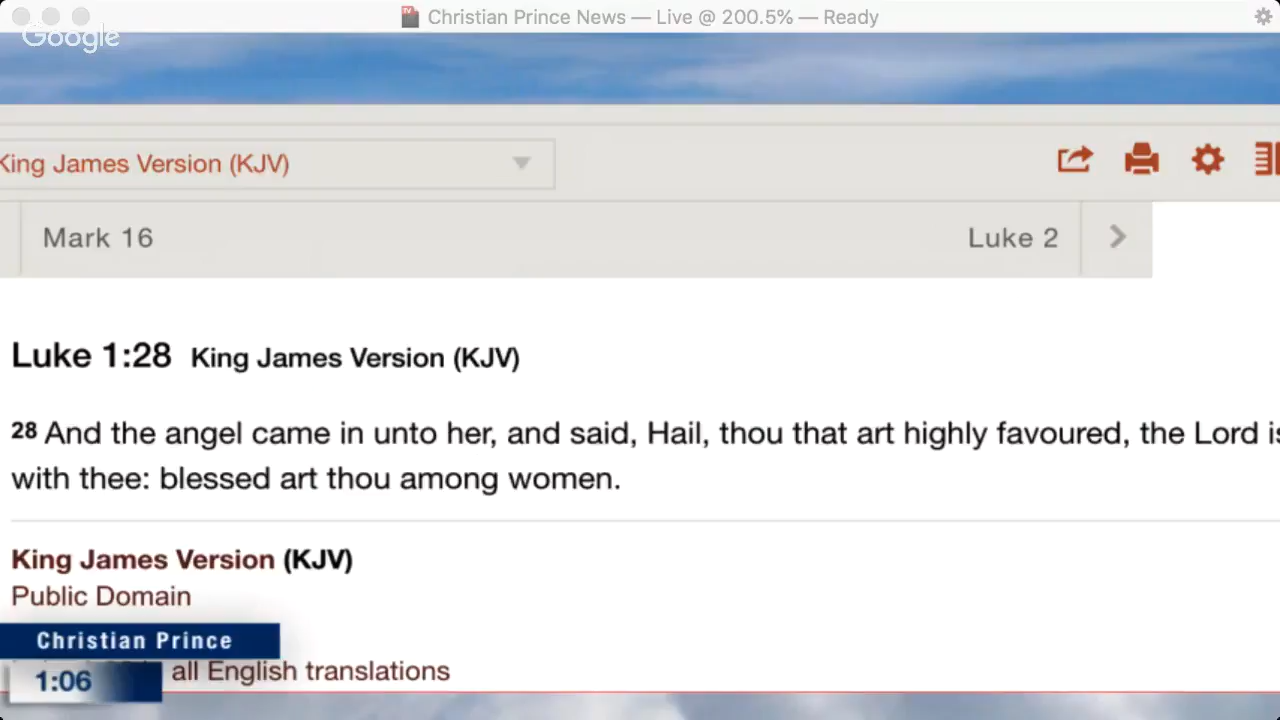 Christian Prince News — Live @ 200.5% — Ready
Google
King James Version (KJV)
Mark 16
Luke 2
Luke 1:28 King James Version (KJV)
28 And the angel came in unto her, and said, Hail, thou that art highly favoured, the Lord is
with thee: blessed art thou among women.
King James Version (KJV)
Public Domain
Christian Prince
all English translations
1:06